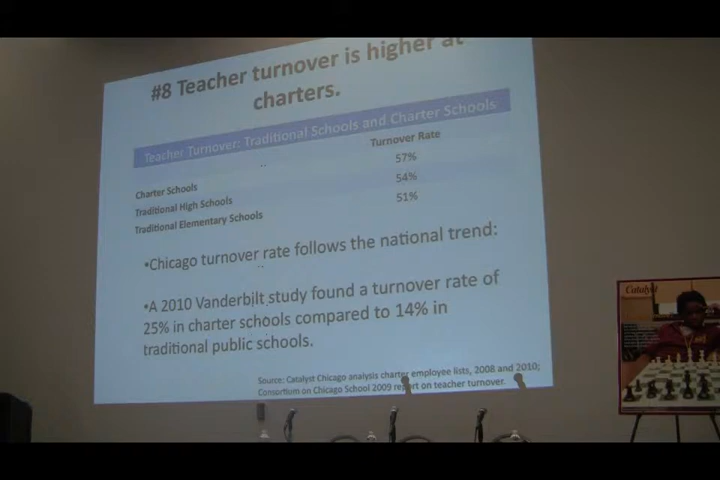 #8 Teacher turnover is higher at
charters.
Teacher Turnover: Traditional Schools and Charter Schools
Turnover Rate
Charter Schools 57%
Traditional High Schools 54%
Traditional Elementary Schools 51%
•Chicago turnover rate follows the national trend:
•A 2010 Vanderbilt study found a turnover rate of
25% in charter schools compared to 14% in
traditional public schools.
Source: Catalyst Chicago analysis charter employee lists, 2008 and 2010;
Consortium on Chicago School 2009 report on teacher turnover.
Catalyst